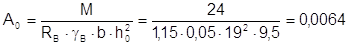 A₀ = M / (R_B · γ_B · b · h₀²) = 24 / (1,15 · 0,05 · 19² · 9,5) = 0,0064